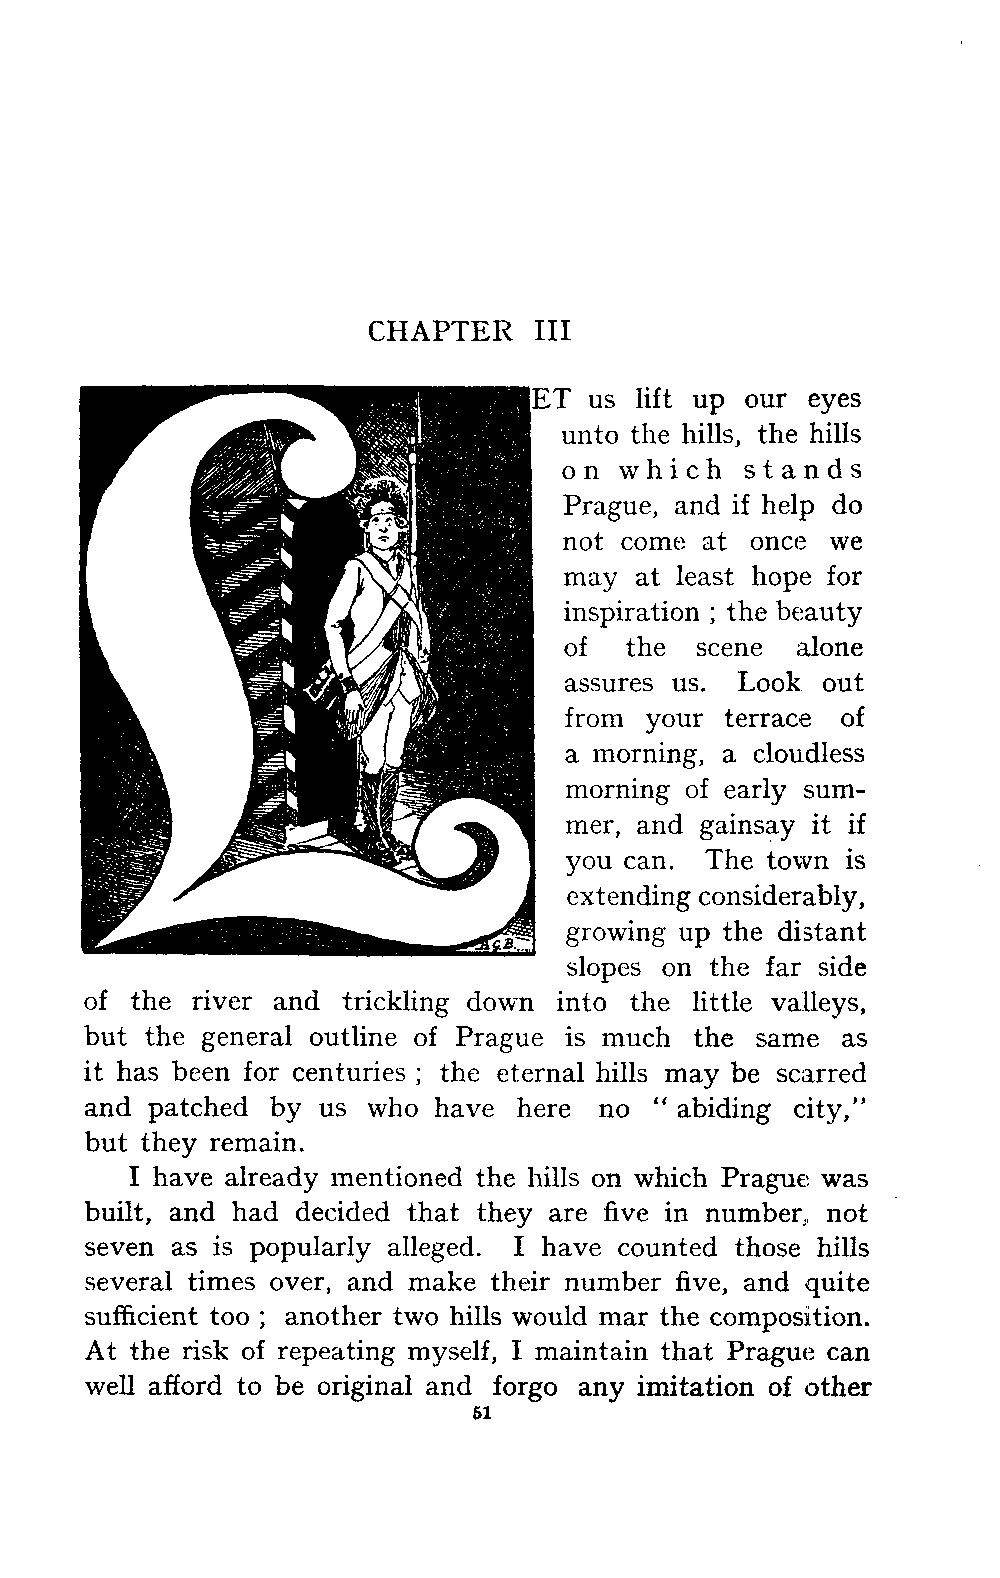 CHAPTER III
LET us lift up our eyes
unto the hills, the hills
on which stands
Prague, and if help do
not come at once we
may at least hope for
inspiration ; the beauty
of the scene alone
assures us. Look out
from your terrace of
a morning, a cloudless
morning of early sum-
mer, and gainsay it if
you can. The town is
extending considerably,
growing up the distant
slopes on the far side
A G B
of the river and trickling down into the little valleys,
but the general outline of Prague is much the same as
it has been for centuries ; the eternal hills may be scarred
and patched by us who have here no “ abiding city,”
but they remain.
I have already mentioned the hills on which Prague was
built, and had decided that they are five in number, not
seven as is popularly alleged. I have counted those hills
several times over, and make their number five, and quite
sufficient too ; another two hills would mar the composition.
At the risk of repeating myself, I maintain that Prague can
well afford to be original and forgo any imitation of other
51